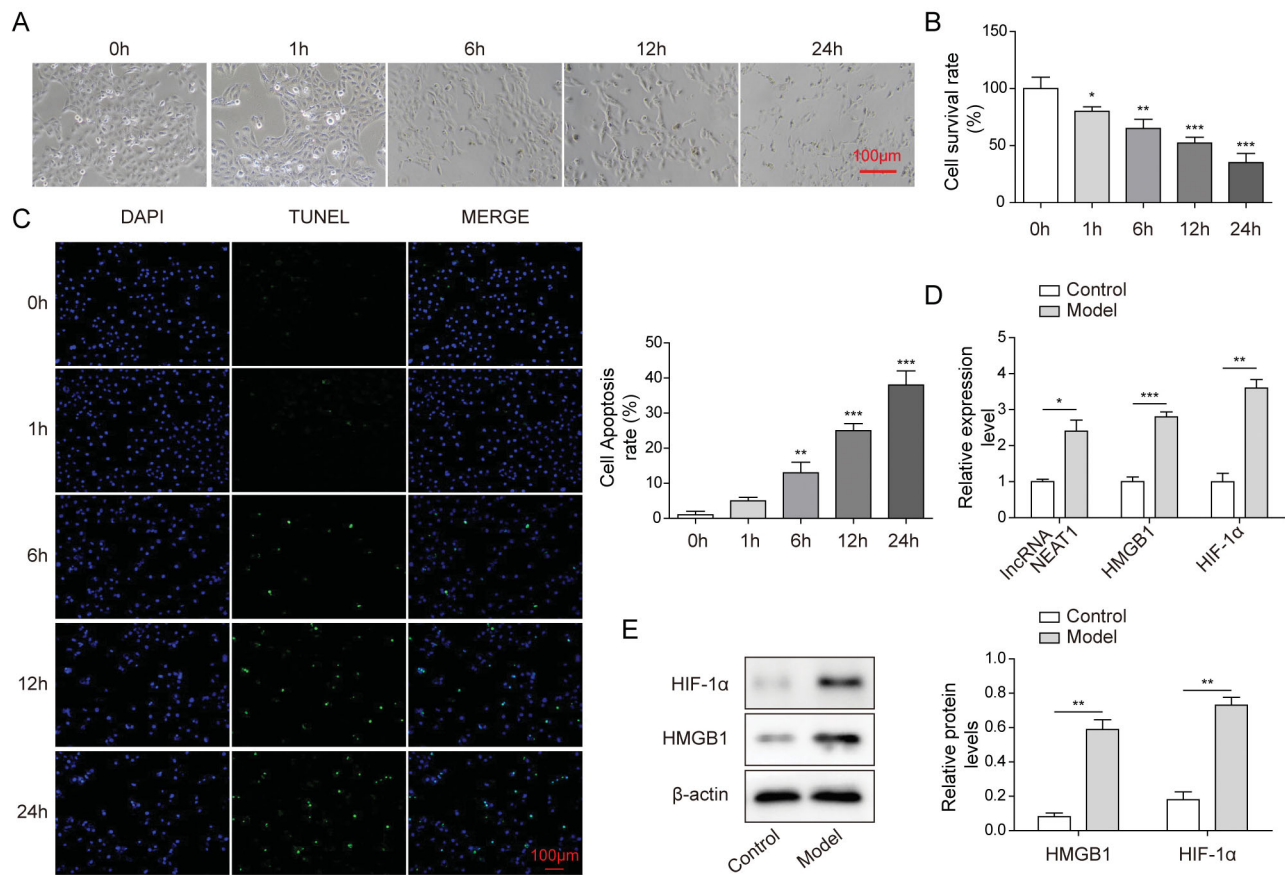 A
0h
1h
6h
12h
24h
100μm
B
Cell survival rate
(%)
150
100
50
0
*
**
***
***
0h
1h
6h
12h
24h
C
DAPI
TUNEL
MERGE
0h
1h
6h
12h
24h
100μm
Cell Apoptosis
rate (%)
50
40
30
20
10
0
**
***
***
0h
1h
6h
12h
24h
D
Control
Model
Relative expression
level
6
4
2
0
*
***
**
lncRNA
NEAT1
HMGB1
HIF-1α
E
HIF-1α
HMGB1
β-actin
Control
Model
Control
Model
Relative protein
levels
1.0
0.8
0.6
0.4
0.2
0.0
**
**
HMGB1
HIF-1α